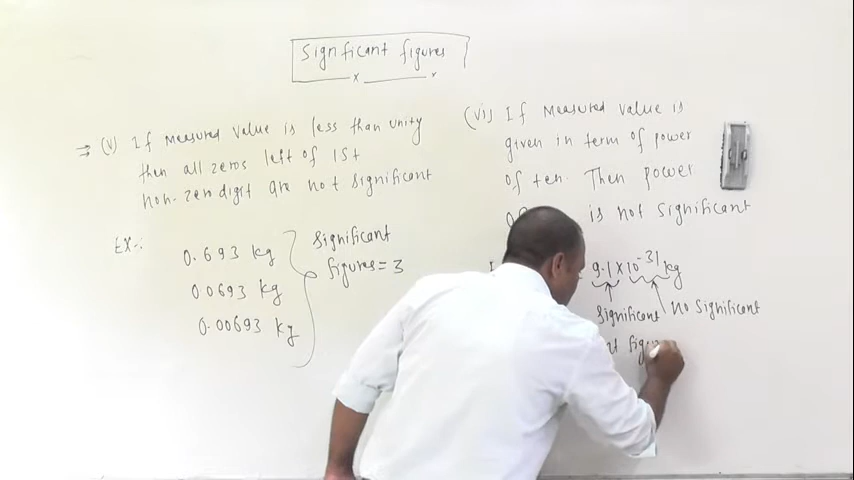 Significant figures
⇒ (V) If Measured value is less than unity
then all zeros left of 1st
non-zero digit are not significant
Ex:-
0.693 kg
0.0693 kg
0.00693 kg
Significant
figures = 3
(vi) If Measured value is
given in term of power
of ten. Then power
is not significant
9.1 × 10⁻³¹ kg
Significant
No Significant